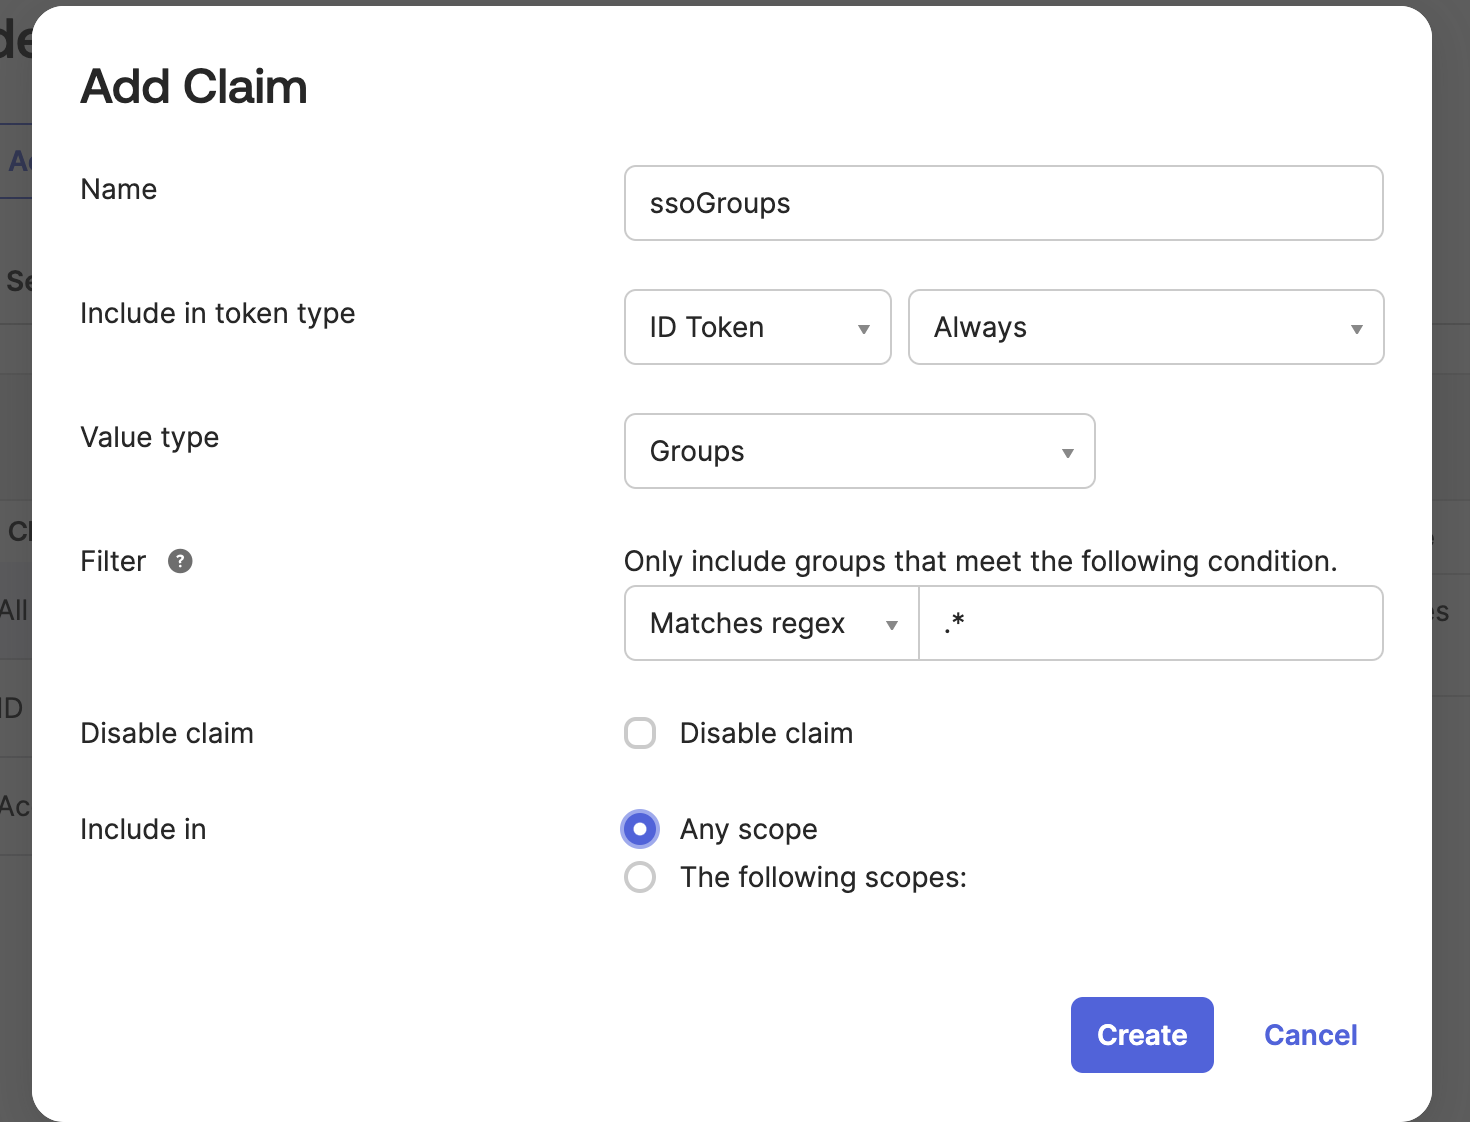 Add Claim
Name
ssoGroups
Include in token type
ID Token
Always
Value type
Groups
Filter ?
Only include groups that meet the following condition.
Matches regex
.*
Disable claim
Disable claim
Include in
Any scope
The following scopes:
Create
Cancel
All
ID